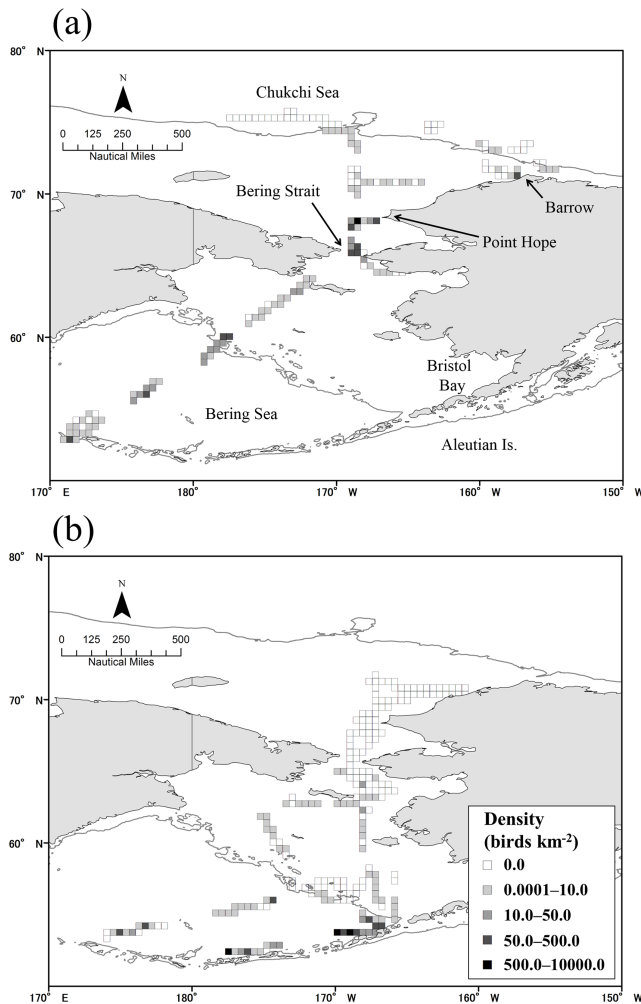 (a)
80° N
N
Chukchi Sea
0 125 250 500
Nautical Miles
70°
Bering Strait
Barrow
Point Hope
60°
Bristol
Bay
Bering Sea
Aleutian Is.
170° E
180°
170° W
160° W
150° W
(b)
80° N
N
0 125 250 500
Nautical Miles
70°
60°
Density
(birds km-2)
0.0
0.0001–10.0
10.0–50.0
50.0–500.0
500.0–10000.0
170° E
180°
170° W
160° W
150° W